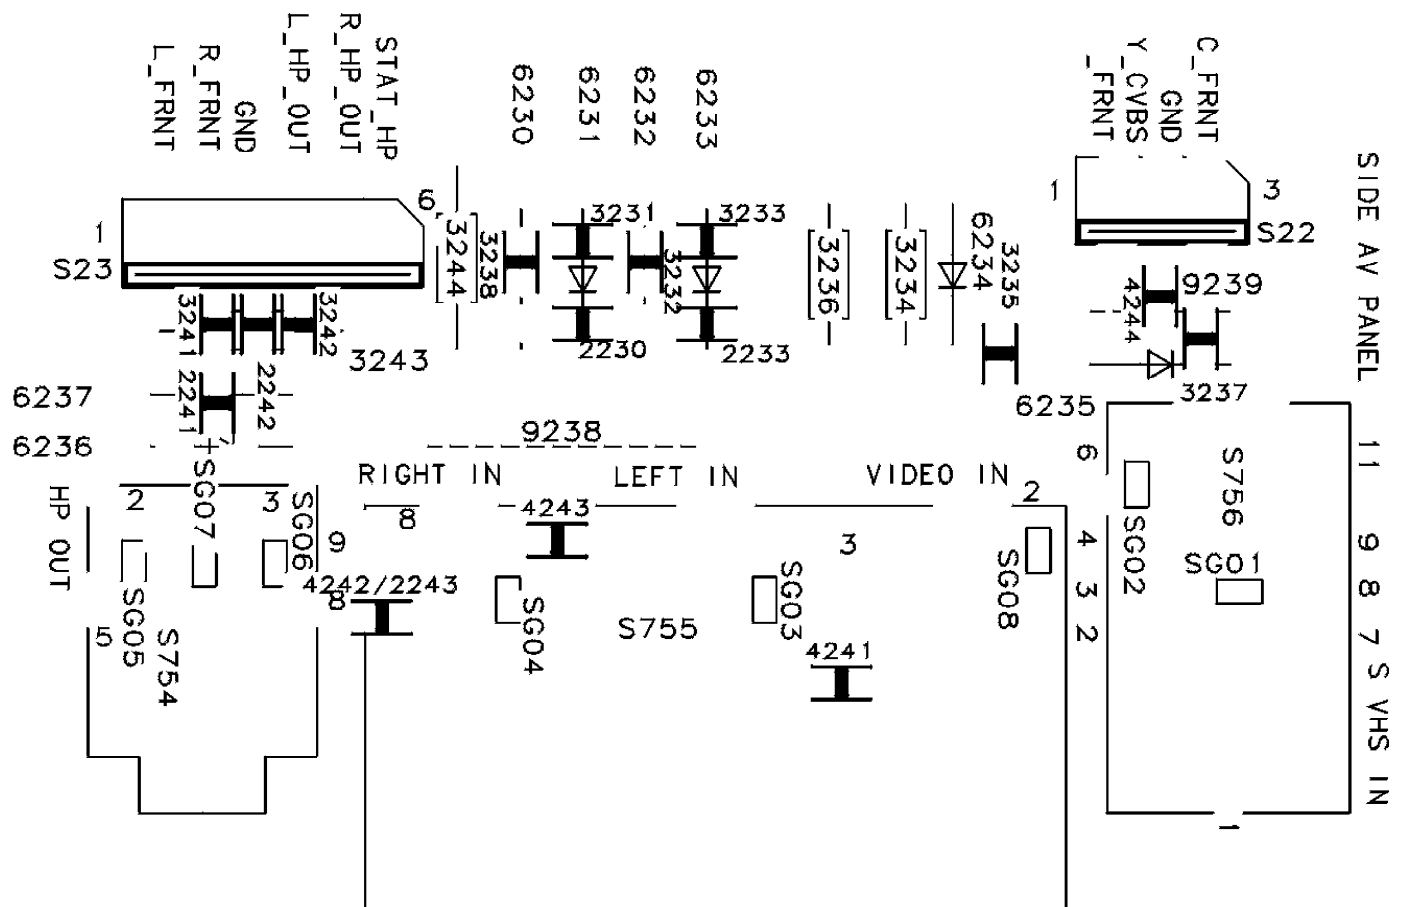 L_FRNT
R_FRNT
GND
L_HP_OUT
R_HP_OUT
STAT_HP
6230
6231
6232
6233
Y_CVBS
_FRNT
GND
C_FRNT
SIDE AV PANEL
1
6
S23
3244
3238
3231
3232
3233
2230
2233
3236
3234
6234
3235
1
3
S22
4244
9239
3237
3241
3242
3243
2241
2242
6237
6236
6235
9238
RIGHT IN
LEFT IN
VIDEO IN
HP OUT
2
SG07
3
SG06
9
8
4243
3
2
SG08
6
4
3
2
SG02
S756
SG01
11
9
8
7
S VHS IN
5
SG05
S754
4242/2243
8
SG04
S755
SG03
4241
1